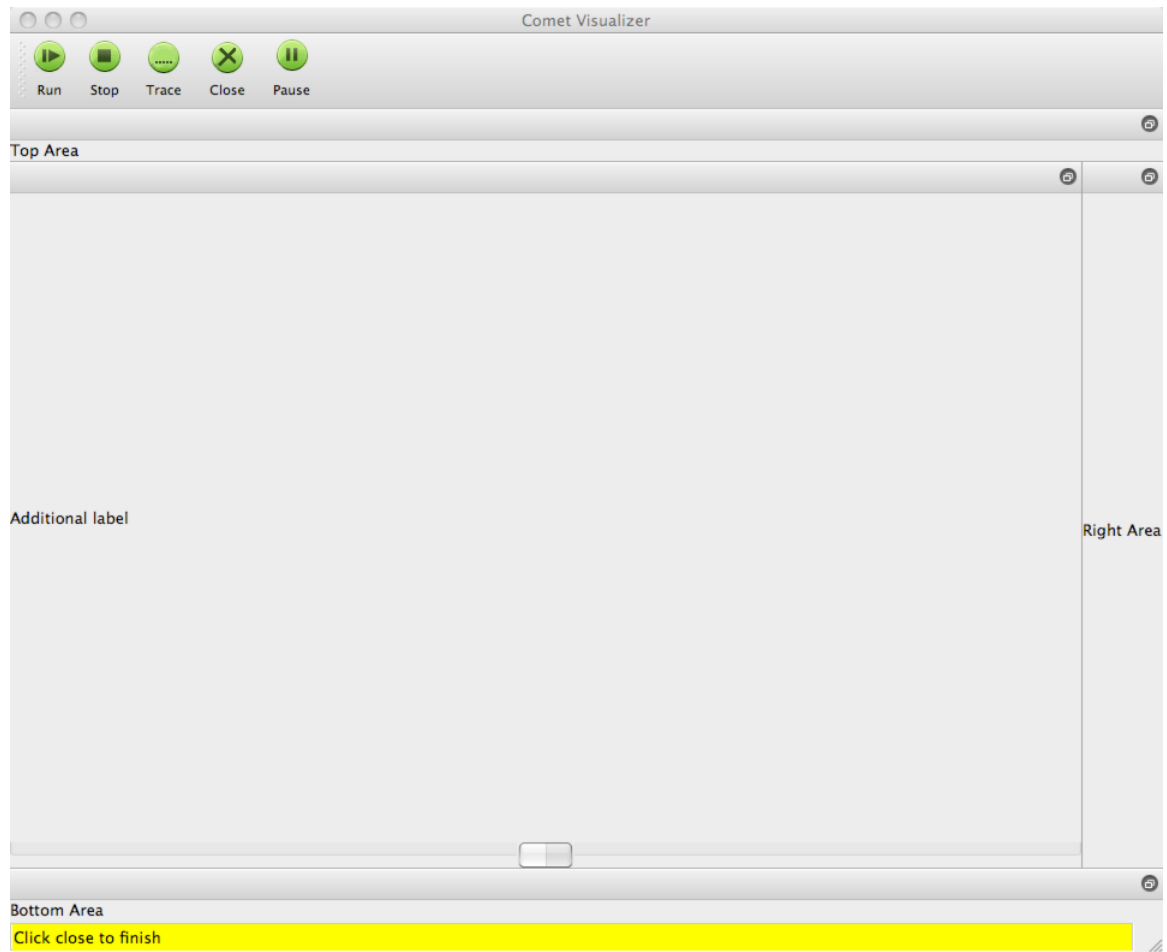 Comet Visualizer
Run Stop Trace Close Pause
Top Area
Additional label
Right Area
Bottom Area
Click close to finish